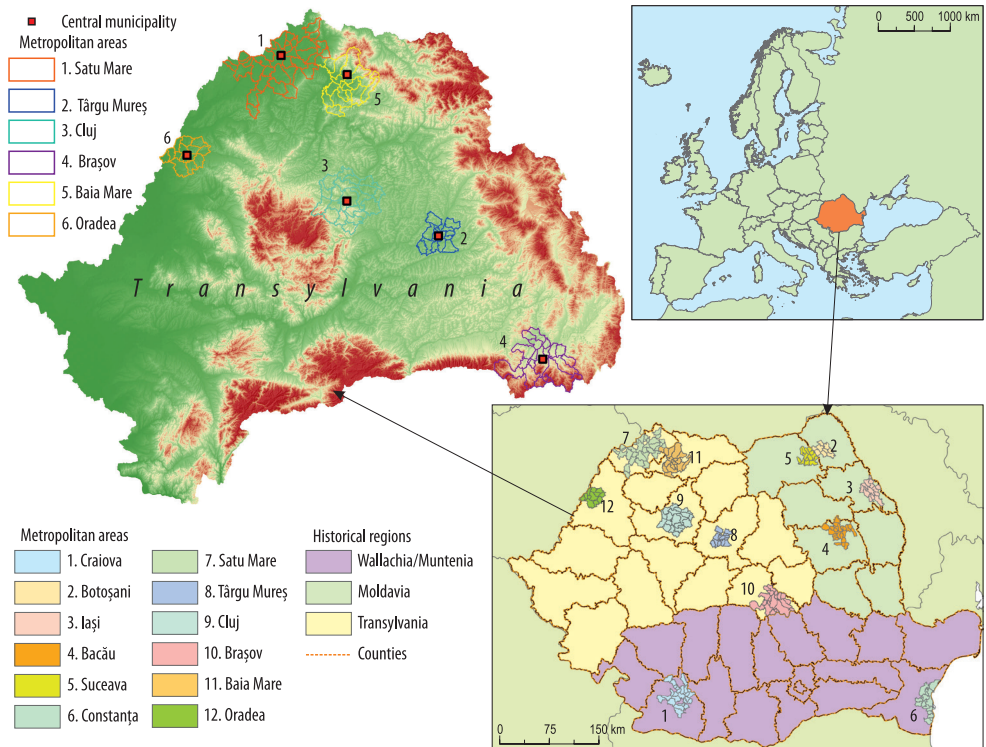 Central municipality
Metropolitan areas
1. Satu Mare
2. Târgu Mureș
3. Cluj
4. Brașov
5. Baia Mare
6. Oradea
1
5
6
3
2
Transylvania
4
0 500 1000 km
7
11
12
9
8
10
5
2
3
4
1
6
0 75 150 km
Metropolitan areas
1. Craiova
2. Botoșani
3. Iași
4. Bacău
5. Suceava
6. Constanța
7. Satu Mare
8. Târgu Mureș
9. Cluj
10. Brașov
11. Baia Mare
12. Oradea
Historical regions
Wallachia/Muntenia
Moldavia
Transylvania
Counties